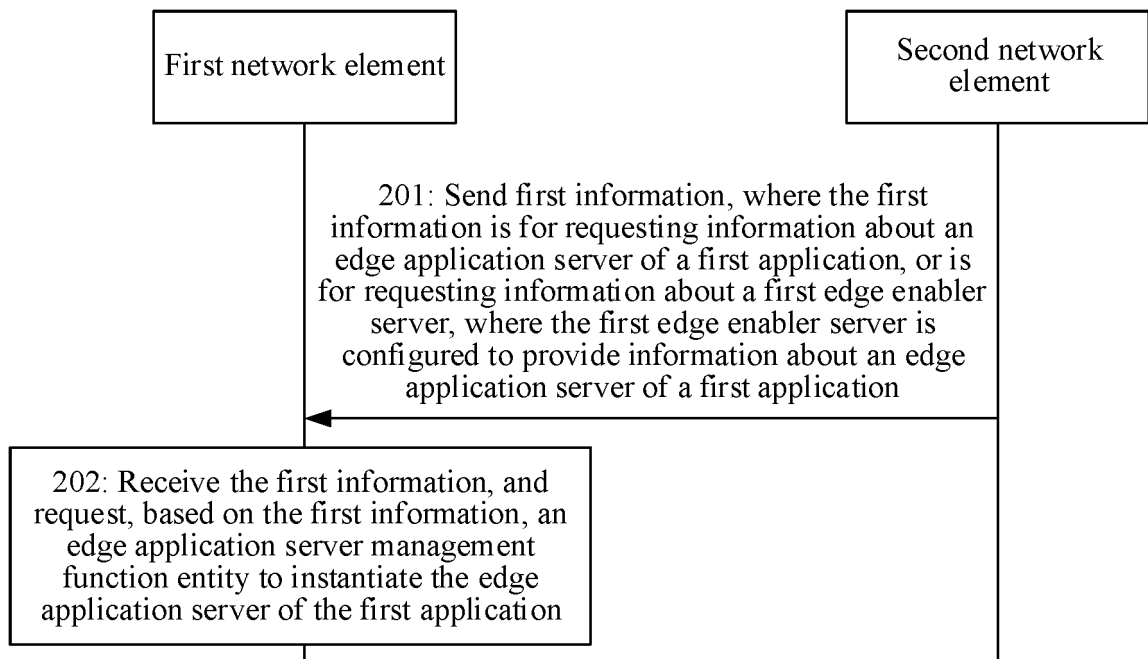 First network element
Second network
element
201: Send first information, where the first
information is for requesting information about an
edge application server of a first application, or is
for requesting information about a first edge enabler
server, where the first edge enabler server is
configured to provide information about an edge
application server of a first application
202: Receive the first information, and
request, based on the first information, an
edge application server management
function entity to instantiate the edge
application server of the first application